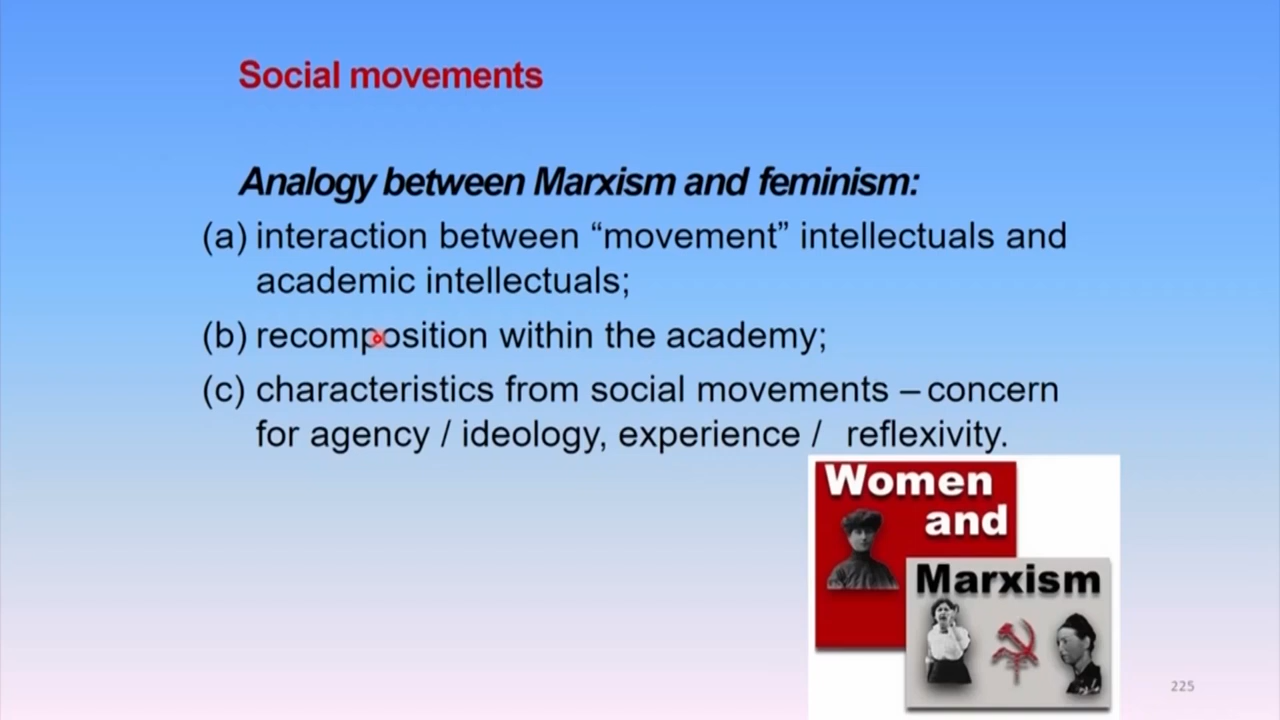 Social movements
Analogy between Marxism and feminism:
(a) interaction between “movement” intellectuals and
academic intellectuals;
(b) recomposition within the academy;
(c) characteristics from social movements – concern
for agency / ideology, experience / reflexivity.
Women
and
Marxism
225